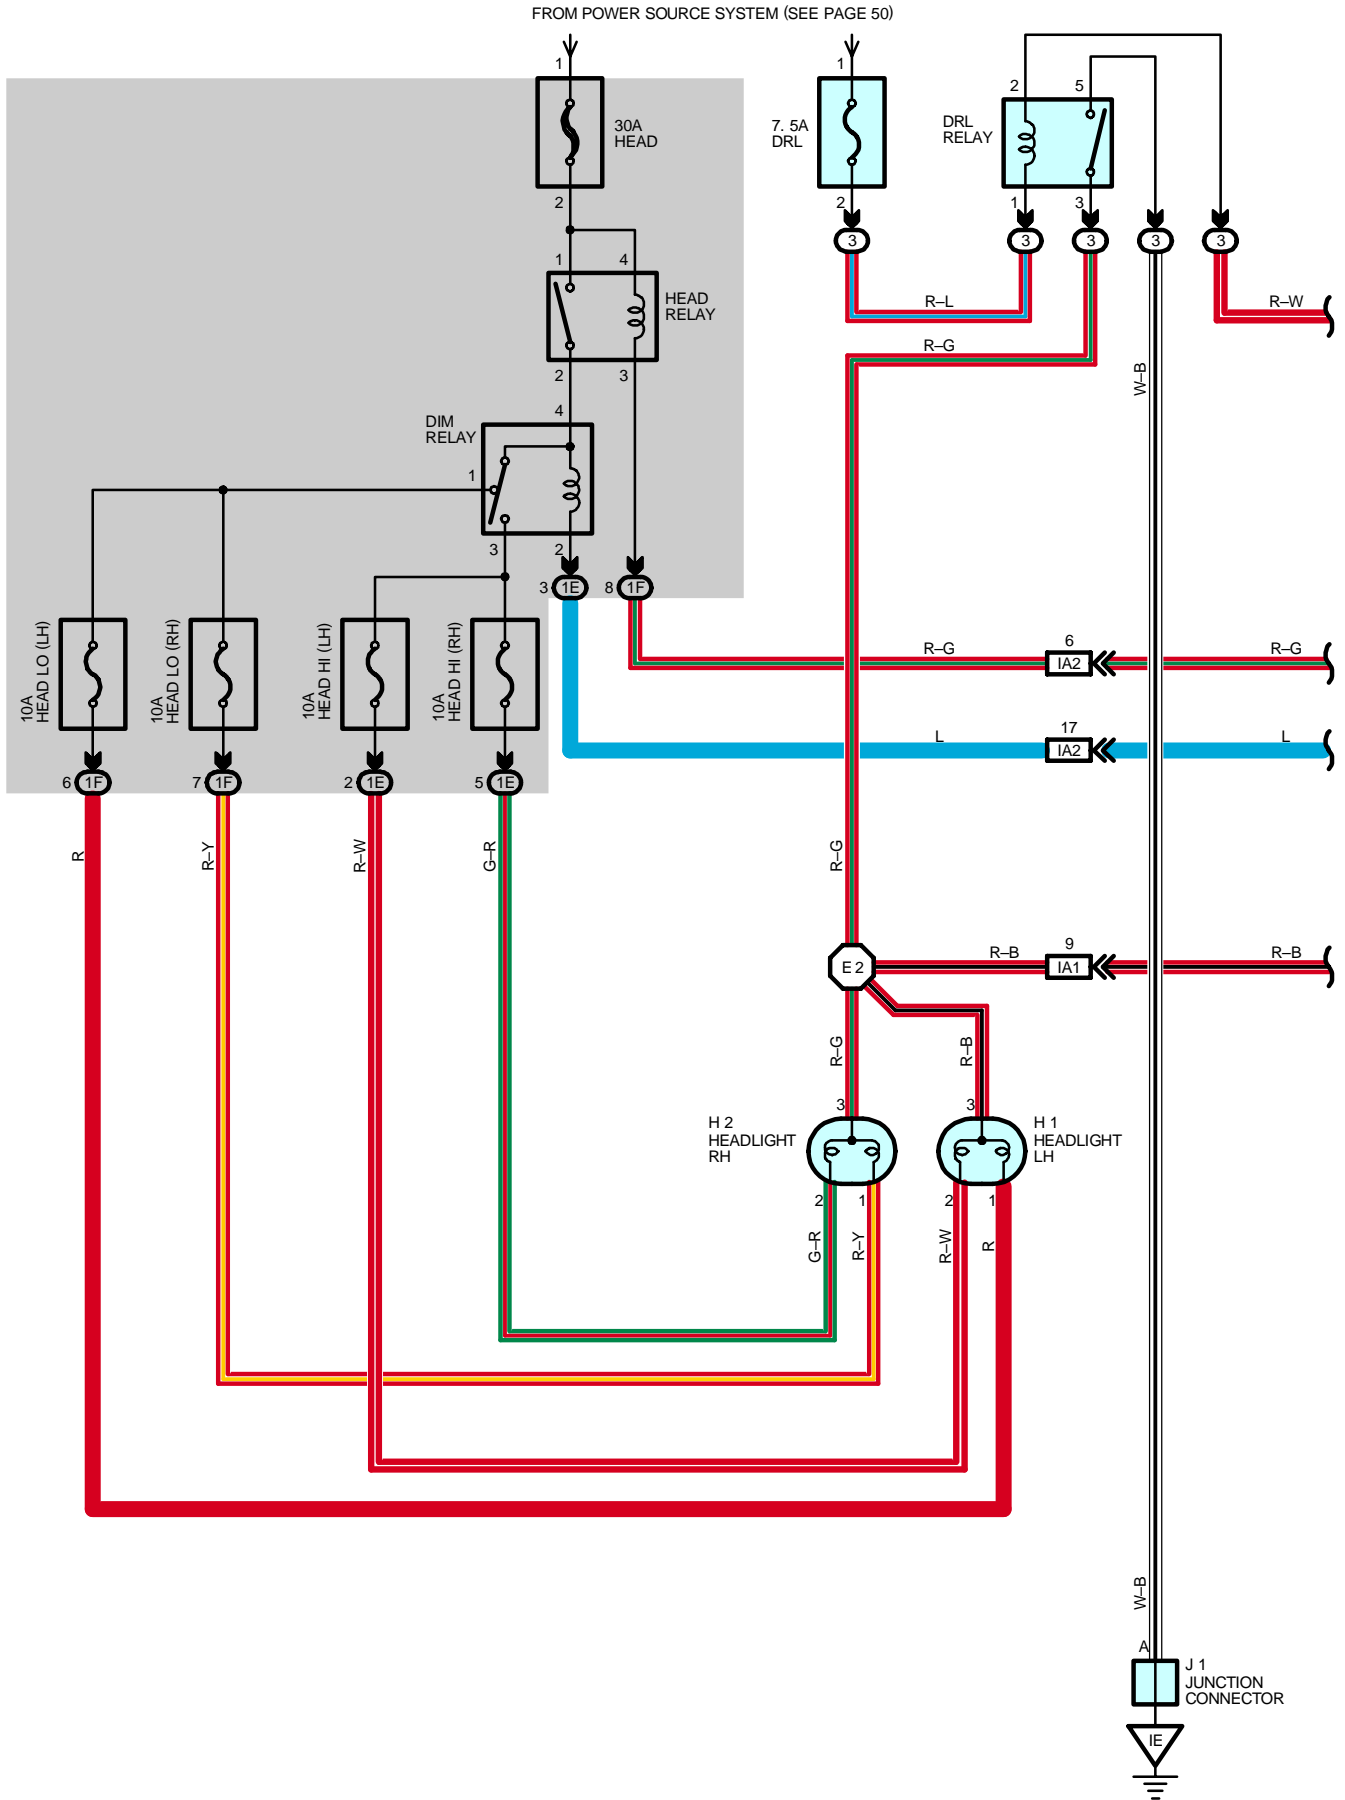 FROM POWER SOURCE SYSTEM (SEE PAGE 50)
1
1
2
5
30A
HEAD
7. 5A
DRL
DRL
RELAY
2
2
1
3
3
3
3
3
3
1
4
R–L
R–W
HEAD
RELAY
R–G
2
3
W–B
4
DIM
RELAY
1
3
2
3
1E
8
1F
10A
HEAD LO (LH)
10A
HEAD LO (RH)
10A
HEAD HI (LH)
10A
HEAD HI (RH)
R–G
6
IA2
R–G
L
17
IA2
L
6
1F
7
1F
2
1E
5
1E
R
R–Y
R–W
G–R
R–G
E 2
R–B
9
IA1
R–B
R–G
R–B
3
3
H 2
HEADLIGHT
RH
H 1
HEADLIGHT
LH
2
1
2
1
G–R
R–Y
R–W
R
W–B
A
J 1
JUNCTION
CONNECTOR
IE